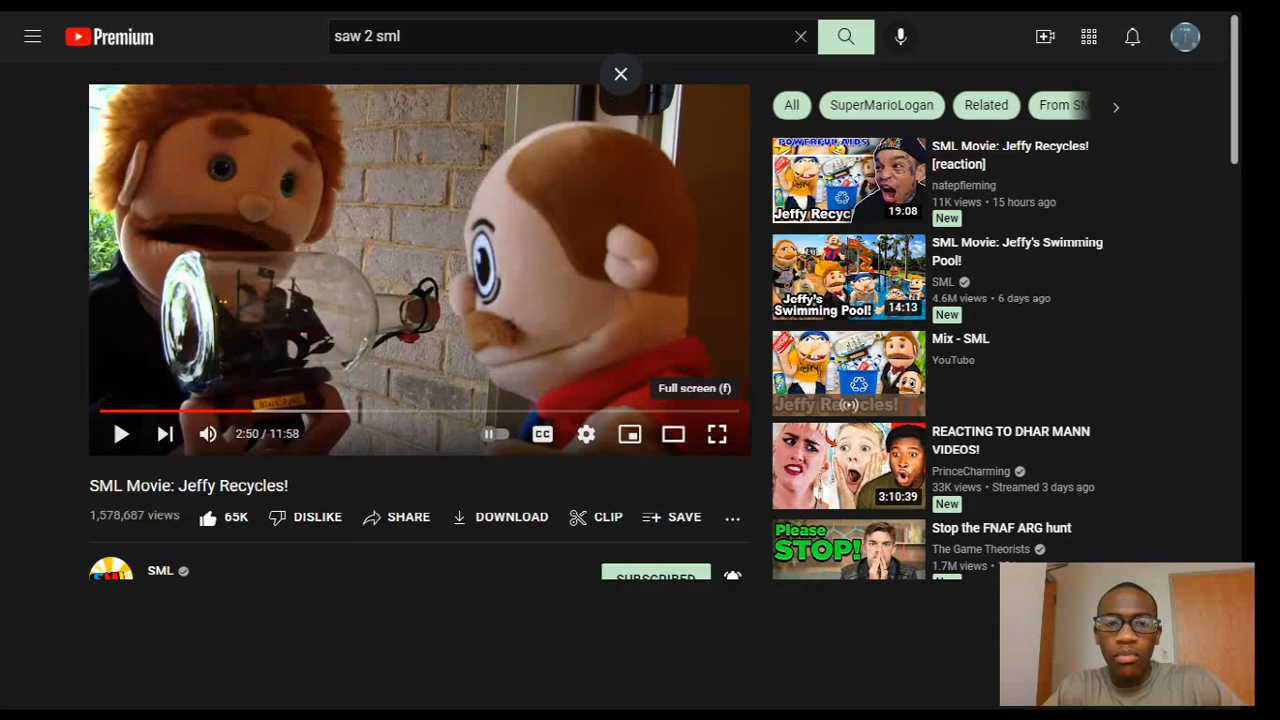 Premium
saw 2 sml
Full screen (f)
2:50 / 11:58
CC
SML Movie: Jeffy Recycles!
1,578,687 views
65K
DISLIKE
SHARE
DOWNLOAD
CLIP
SAVE
SML
SUBSCRIBED
All
SuperMarioLogan
Related
From SM
POWERFUL AIDS
Jeffy Recyc
19:08
SML Movie: Jeffy Recycles!
[reaction]
natepfleming
11K views • 15 hours ago
New
Jeffy's
Swimming Pool!
14:13
SML Movie: Jeffy's Swimming
Pool!
SML
4.6M views • 6 days ago
New
Jeffy Recycles!
Mix - SML
YouTube
3:10:39
REACTING TO DHAR MANN
VIDEOS!
PrinceCharming
33K views • Streamed 3 days ago
New
Please
STOP!
Stop the FNAF ARG hunt
The Game Theorists
1.7M views •